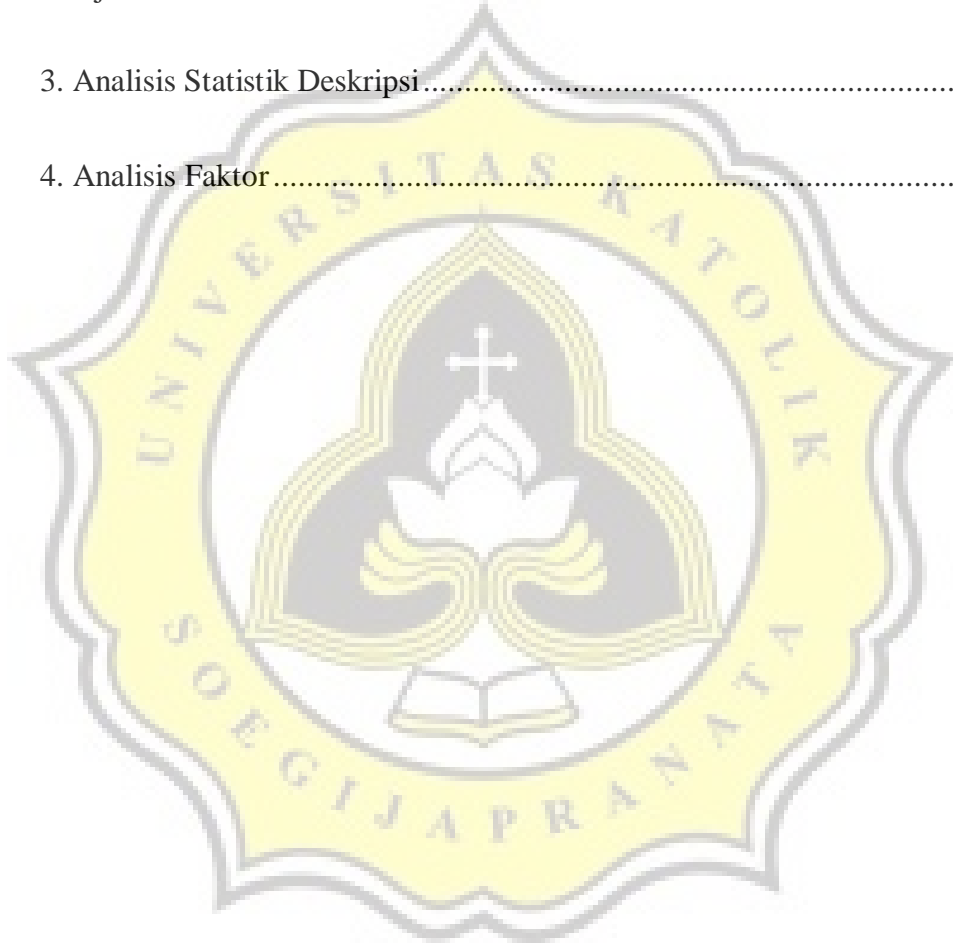 3. Analisis Statistik Deskripsi................................................................
4. Analisis Faktor..................................................................................
UNIVERSITAS KATOLIK
SOEGIJAPRANATA